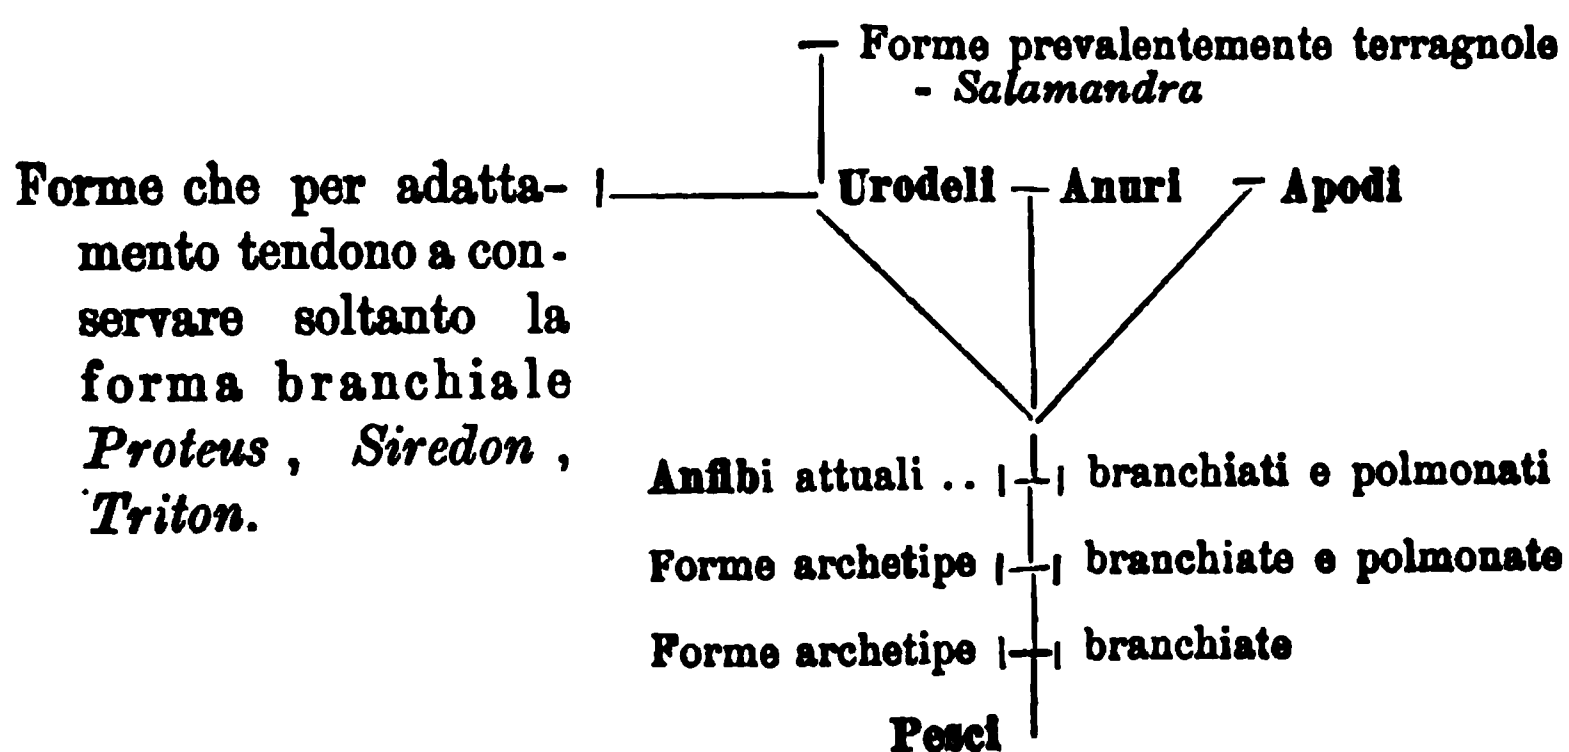 Forme prevalentemente terragnole
- Salamandra
Forme che per adatta-
mento tendono a con-
servare soltanto la
forma branchiale
Proteus, Siredon,
Triton.
Urodeli — Anuri — Apodi
Anfibi attuali .. branchiati e polmonati
Forme archetipe branchiate e polmonate
Forme archetipe branchiate
Pesci